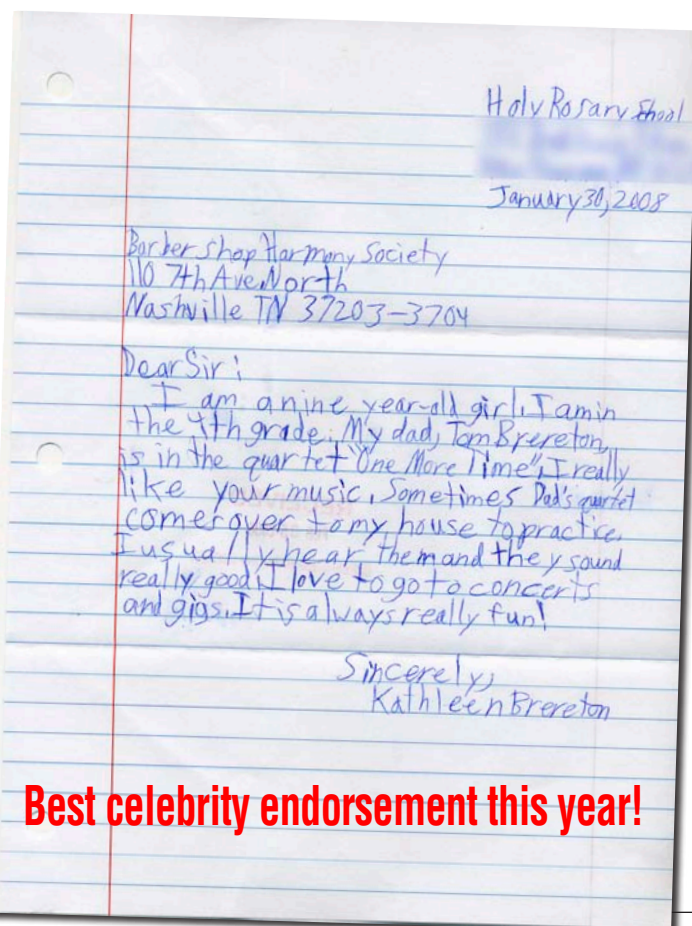 Holy Rosary School
January 30, 2008
Barbershop Harmony Society
110 7th Ave North
Nashville TN 37203-3704
Dear Sir:
I am a nine year-old girl. I am in
the 4th grade. My dad, Tom Brereton,
is in the quartet "One More Time". I really
like your music. Sometimes Dad's quartet
comes over to my house to practice.
I usually hear them and they sound
really good. I love to go to concerts
and gigs. It is always really fun!
Sincerely,
Kathleen Brereton
Best celebrity endorsement this year!